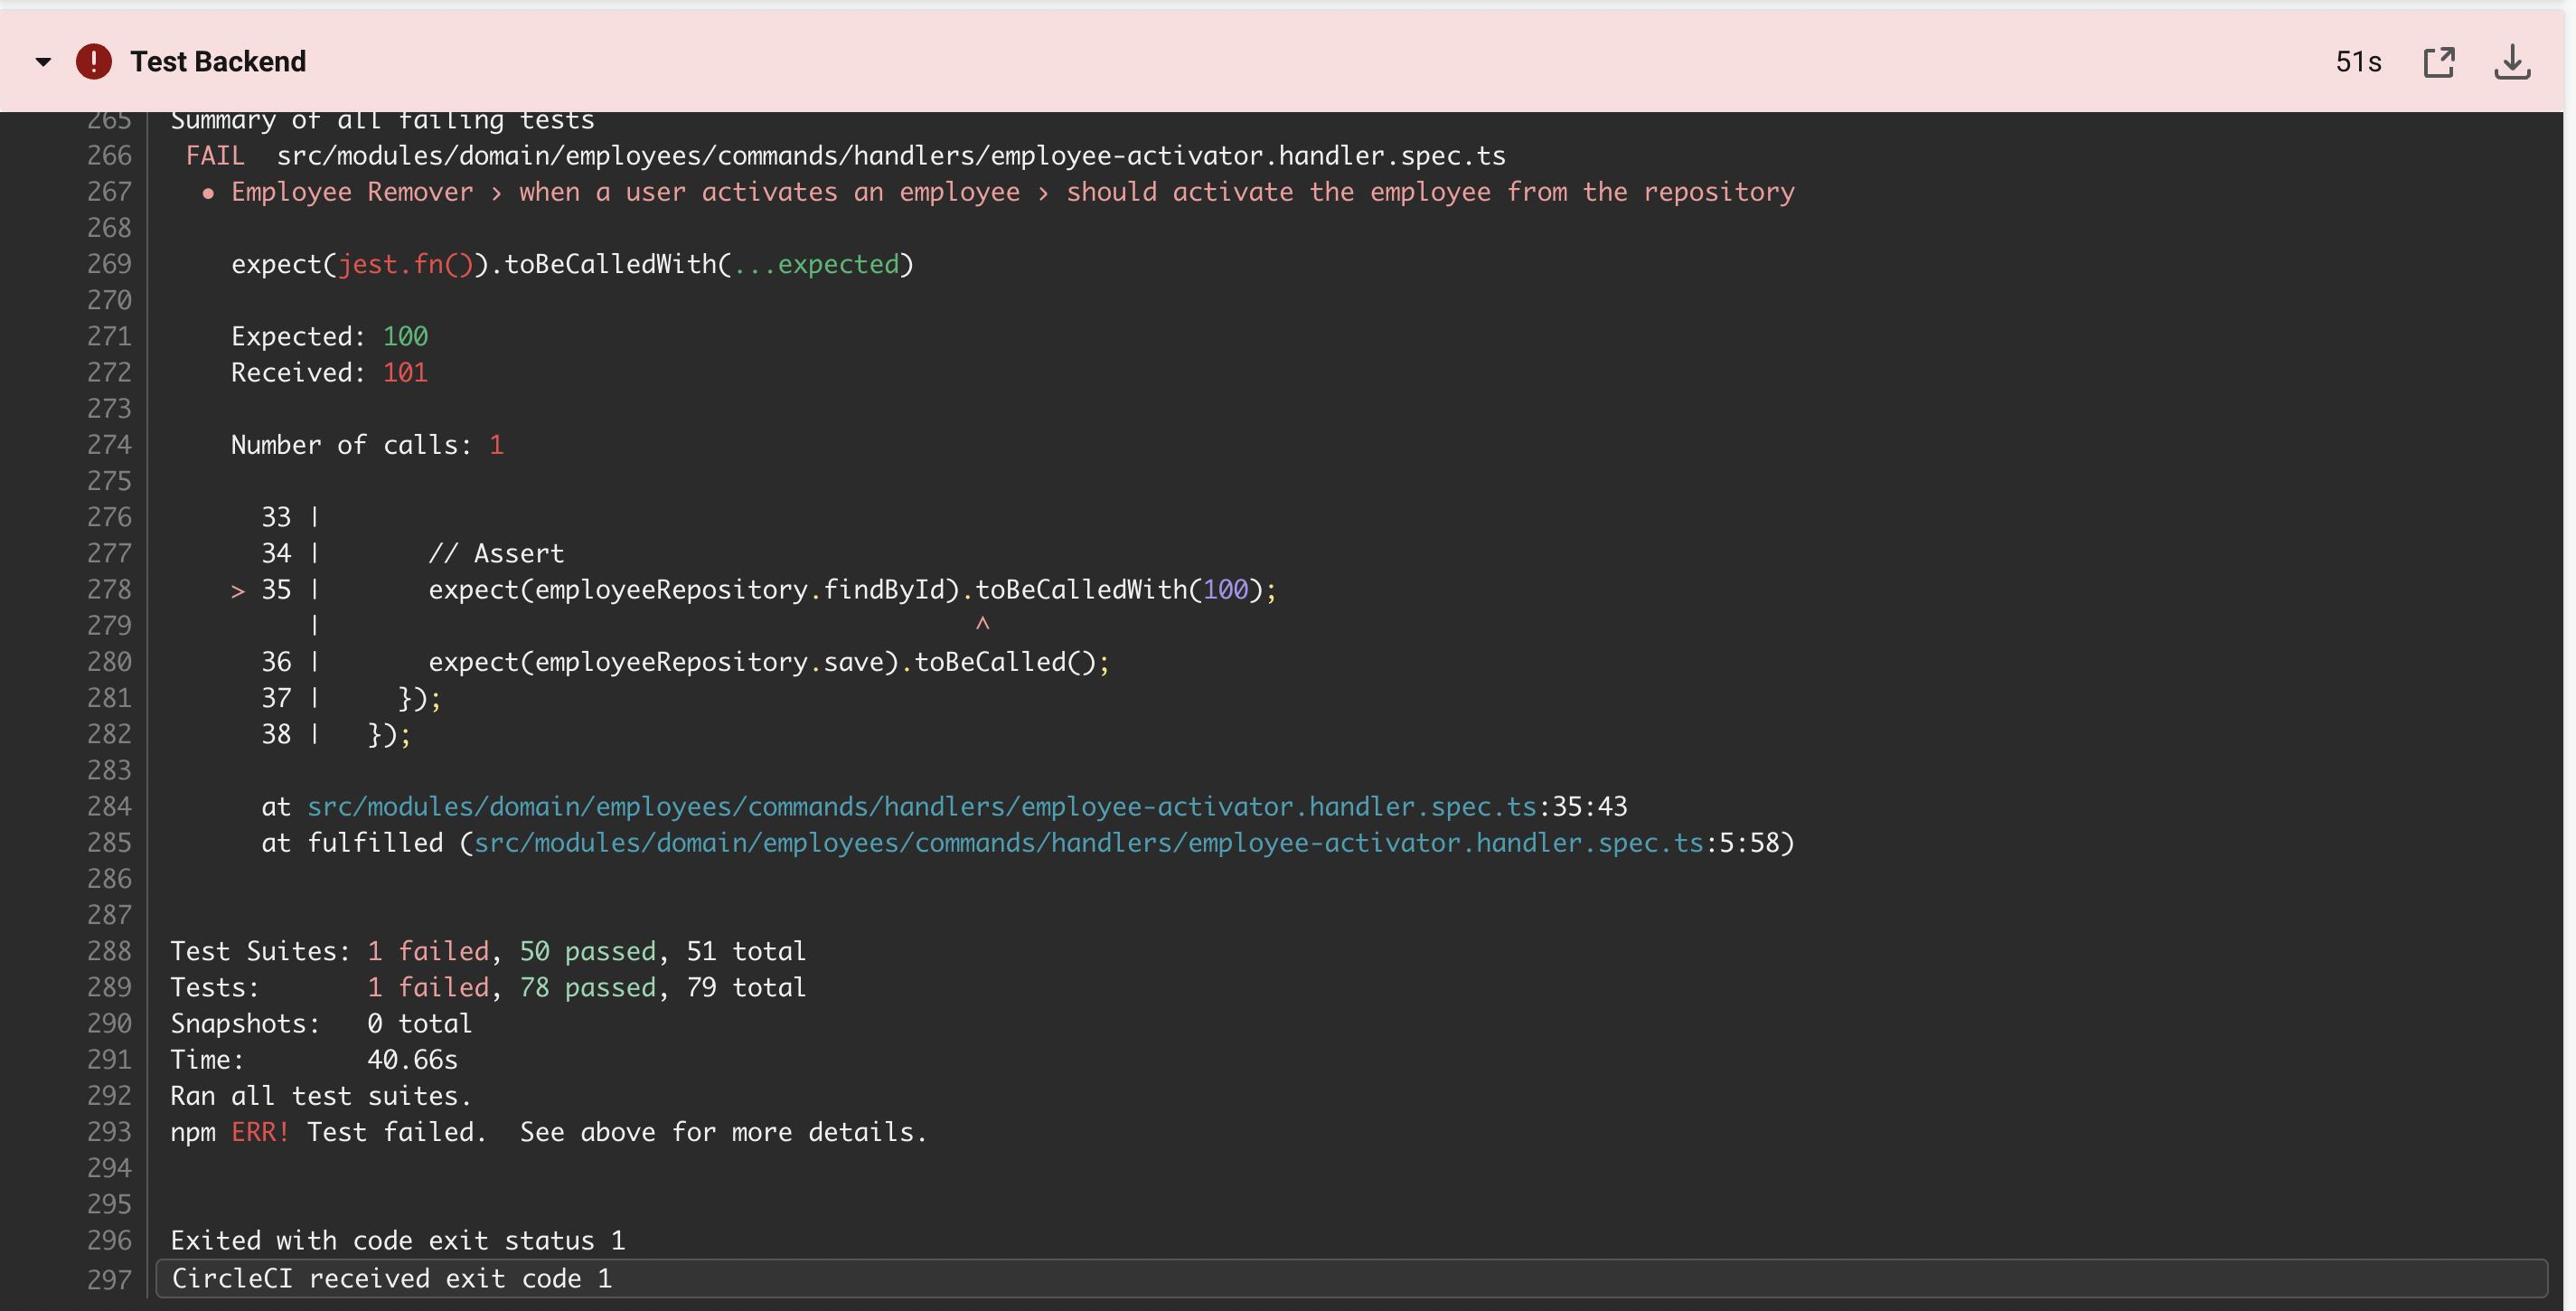 Test Backend 51s
265 Summary of all failing tests
266 FAIL src/modules/domain/employees/commands/handlers/employee-activator.handler.spec.ts
267 ● Employee Remover › when a user activates an employee › should activate the employee from the repository
268
269 expect(jest.fn()).toBeCalledWith(...expected)
270
271 Expected: 100
272 Received: 101
273
274 Number of calls: 1
275
276 33 |
277 34 | // Assert
278 > 35 | expect(employeeRepository.findById).toBeCalledWith(100);
279 | ^
280 36 | expect(employeeRepository.save).toBeCalled();
281 37 | });
282 38 | });
283
284 at src/modules/domain/employees/commands/handlers/employee-activator.handler.spec.ts:35:43
285 at fulfilled (src/modules/domain/employees/commands/handlers/employee-activator.handler.spec.ts:5:58)
286
287
288 Test Suites: 1 failed, 50 passed, 51 total
289 Tests: 1 failed, 78 passed, 79 total
290 Snapshots: 0 total
291 Time: 40.66s
292 Ran all test suites.
293 npm ERR! Test failed. See above for more details.
294
295
296 Exited with code exit status 1
297 CircleCI received exit code 1